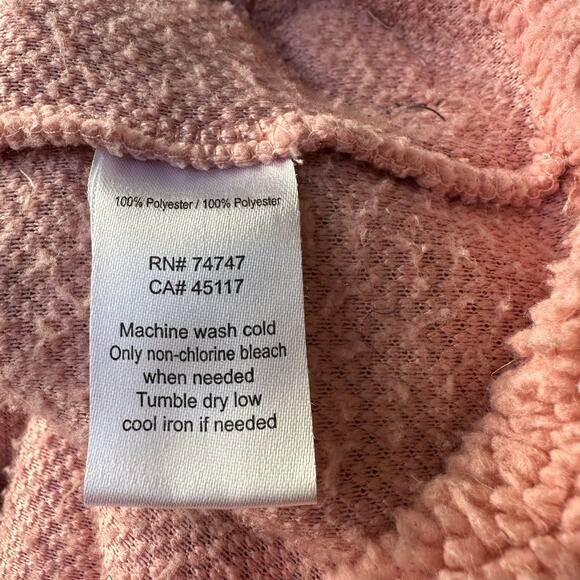 100% Polyester / 100% Polyester
RN# 74747
CA# 45117
Machine wash cold
Only non-chlorine bleach
when needed
Tumble dry low
cool iron if needed